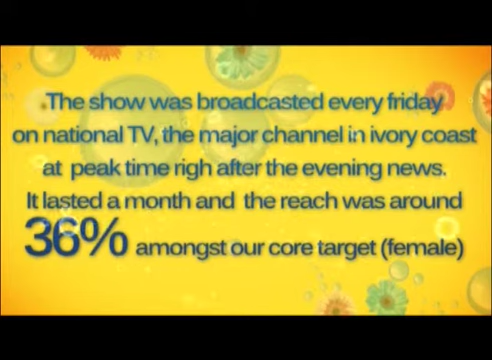 The show was broadcasted every friday
on national TV, the major channel in ivory coast
at peak time righ after the evening news.
It lasted a month and the reach was around
36% amongst our core target (female)